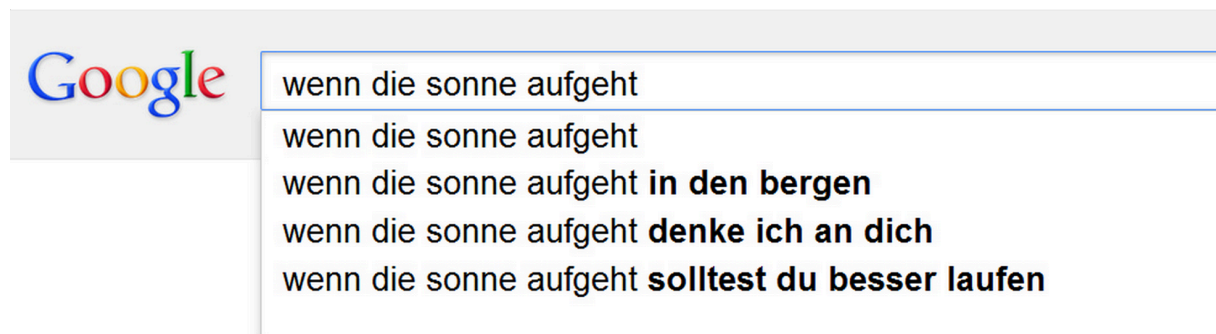 Google
wenn die sonne aufgeht
wenn die sonne aufgeht
wenn die sonne aufgeht in den bergen
wenn die sonne aufgeht denke ich an dich
wenn die sonne aufgeht solltest du besser laufen